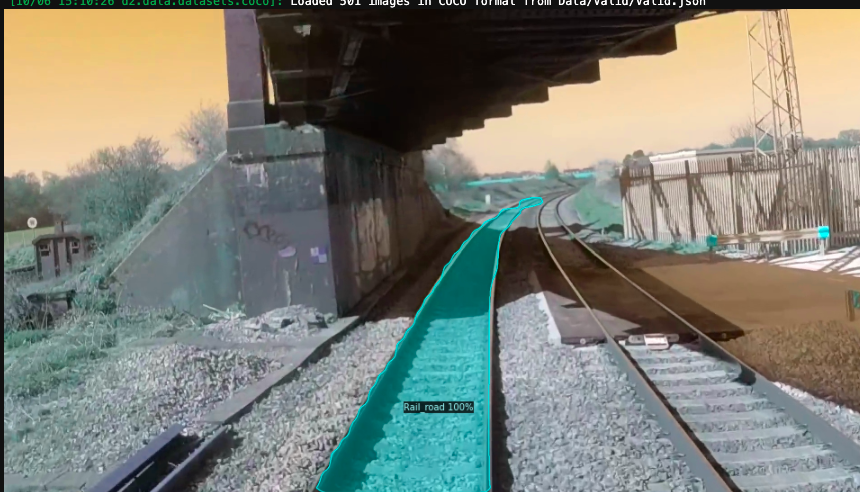 [10/06 15:10:26 d2.data.datasets.coco]: Loaded 501 images in COCO format from Data/Valid/valid.json
Rail_road 100%